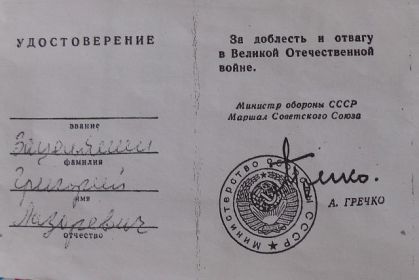 УДОСТОВЕРЕНИЕ
звание
фамилия
Григорий
имя
Лазаревич
отчество
За доблесть и отвагу
в Великой Отечественной
войне.
Министр обороны СССР
Маршал Советского Союза
А. ГРЕЧКО
Министерство обороны СССР